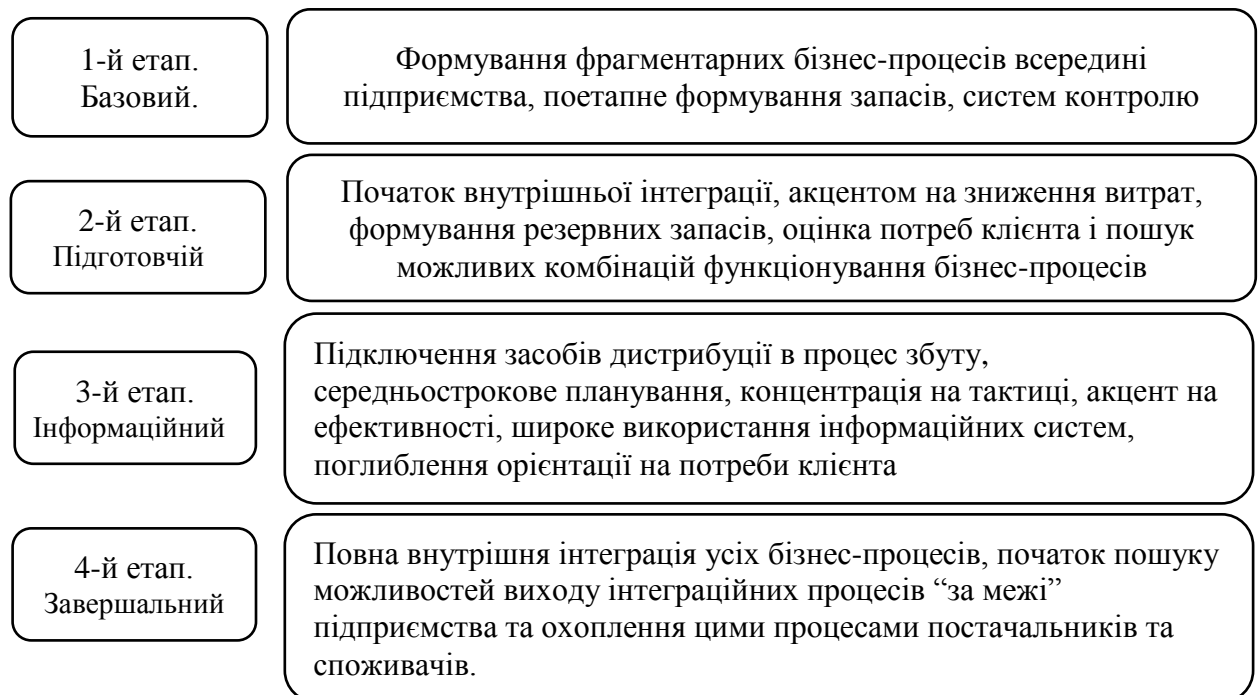 1-й етап.
Базовий.
Формування фрагментарних бізнес-процесів всередині
підприємства, поетапне формування запасів, систем контролю
2-й етап.
Підготовчій
Початок внутрішньої інтеграції, акцентом на зниження витрат,
формування резервних запасів, оцінка потреб клієнта і пошук
можливих комбінацій функціонування бізнес-процесів
3-й етап.
Інформаційний
Підключення засобів дистрибуції в процес збуту,
середньострокове планування, концентрація на тактиці, акцент на
ефективності, широке використання інформаційних систем,
поглиблення орієнтації на потреби клієнта
4-й етап.
Завершальний
Повна внутрішня інтеграція усіх бізнес-процесів, початок пошуку
можливостей виходу інтеграційних процесів “за межі”
підприємства та охоплення цими процесами постачальників та
споживачів.